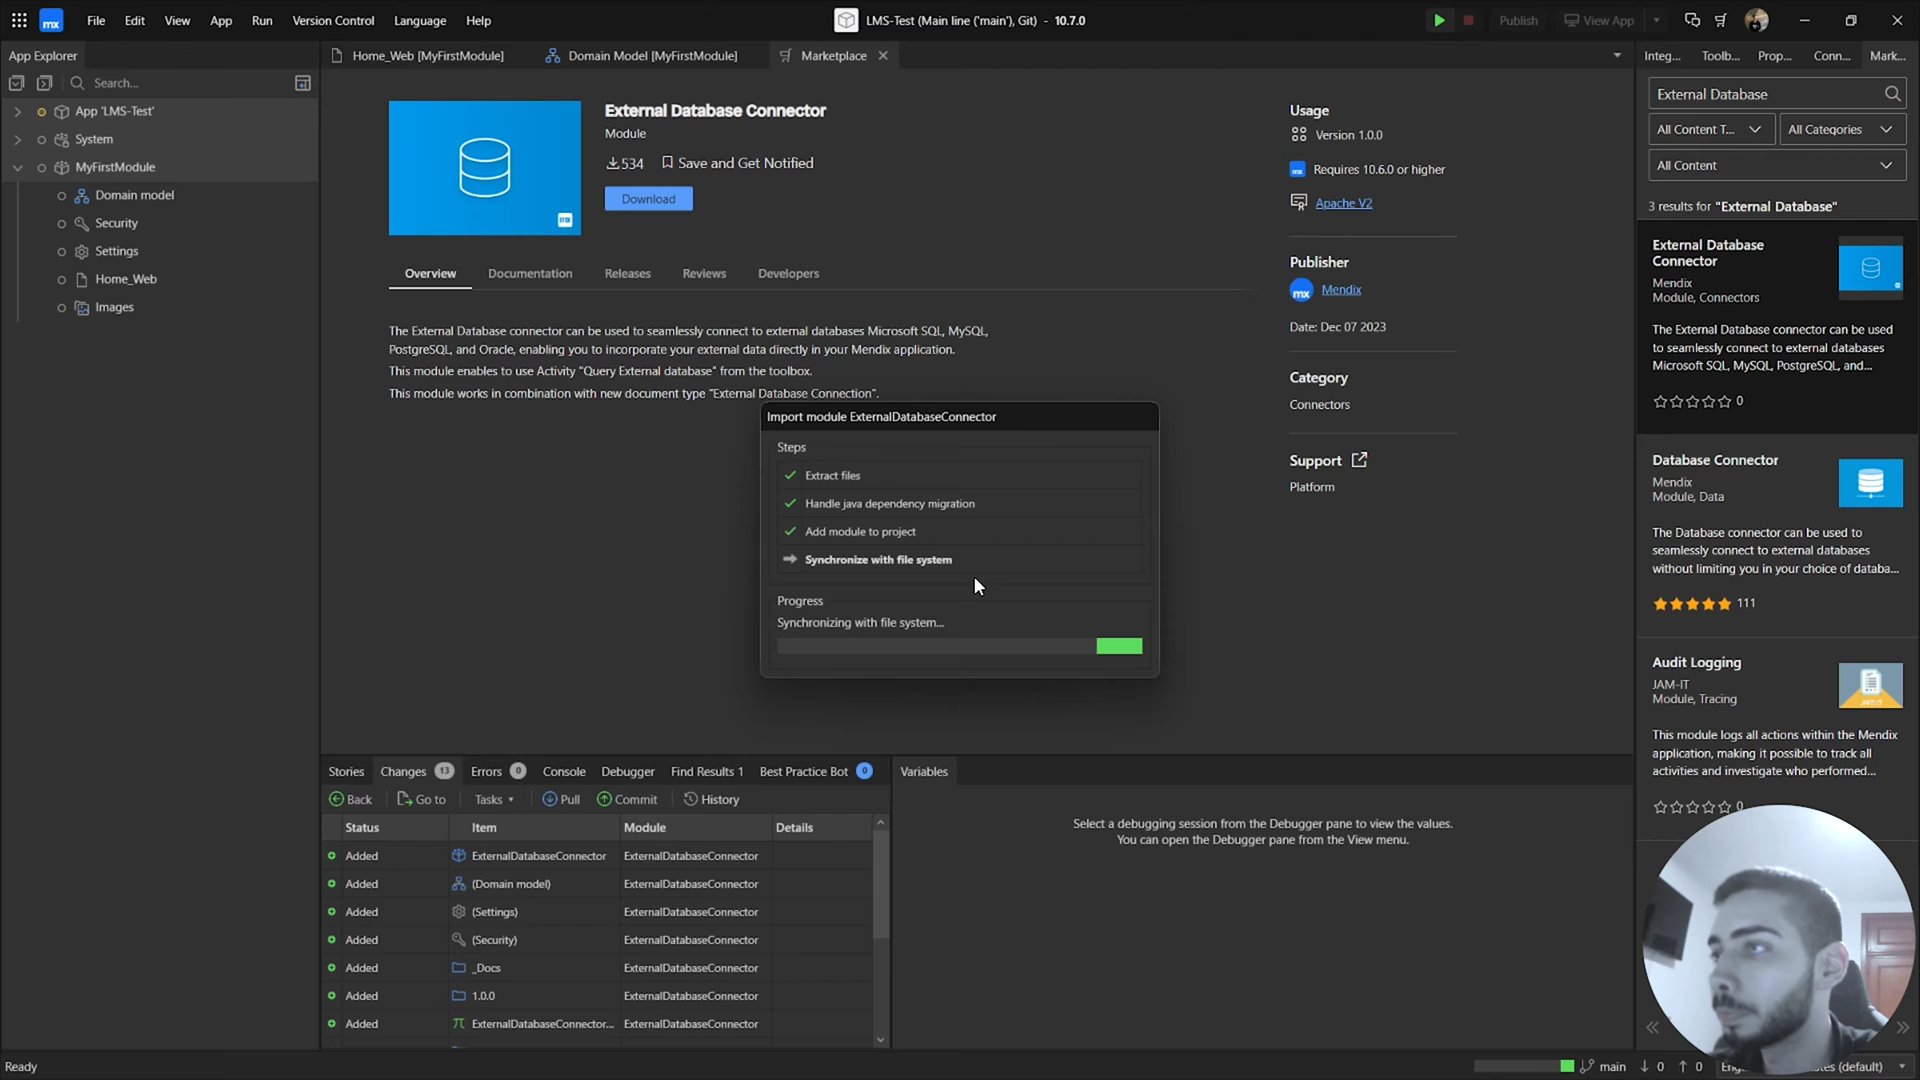 mx File Edit View App Run Version Control Language Help
LMS-Test (Main line ('main'), Git) - 10.7.0
Publish View App
App Explorer
Search...
App 'LMS-Test'
System
MyFirstModule
Domain model
Security
Settings
Home_Web
Images
Home_Web [MyFirstModule] Domain Model [MyFirstModule] Marketplace
External Database Connector
Module
534 Save and Get Notified
Download
mx
Overview Documentation Releases Reviews Developers
The External Database connector can be used to seamlessly connect to external databases Microsoft SQL, MySQL,
PostgreSQL, and Oracle, enabling you to incorporate your external data directly in your Mendix application.
This module enables to use Activity "Query External database" from the toolbox.
This module works in combination with new document type "External Database Connection".
Usage
Version 1.0.0
mx Requires 10.6.0 or higher
Apache V2
Publisher
mx Mendix
Date: Dec 07 2023
Category
Connectors
Support
Platform
Import module ExternalDatabaseConnector
Steps
Extract files
Handle java dependency migration
Add module to project
Synchronize with file system
Progress
Synchronizing with file system...
Integ... Toolb... Prop... Conn... Mark...
External Database
All Content T... All Categories
All Content
3 results for "External Database"
External Database
Connector
Mendix
Module, Connectors
The External Database connector can be used
to seamlessly connect to external databases
Microsoft SQL, MySQL, PostgreSQL, and...
0
Database Connector
Mendix
Module, Data
The Database connector can be used to
seamlessly connect to external databases
without limiting you in your choice of databa...
111
Audit Logging
JAM-IT
Module, Tracing
This module logs all actions within the Mendix
application, making it possible to track all
activities and investigate who performed...
0
Stories Changes 13 Errors 0 Console Debugger Find Results 1 Best Practice Bot 0
Back Go to Tasks Pull Commit History
Status Item Module Details
Added ExternalDatabaseConnector ExternalDatabaseConnector
Added (Domain model) ExternalDatabaseConnector
Added (Settings) ExternalDatabaseConnector
Added (Security) ExternalDatabaseConnector
Added _Docs ExternalDatabaseConnector
Added 1.0.0 ExternalDatabaseConnector
Added ExternalDatabaseConnector... ExternalDatabaseConnector
Variables
Select a debugging session from the Debugger pane to view the values.
You can open the Debugger pane from the View menu.
Ready
main 0 0 (default)